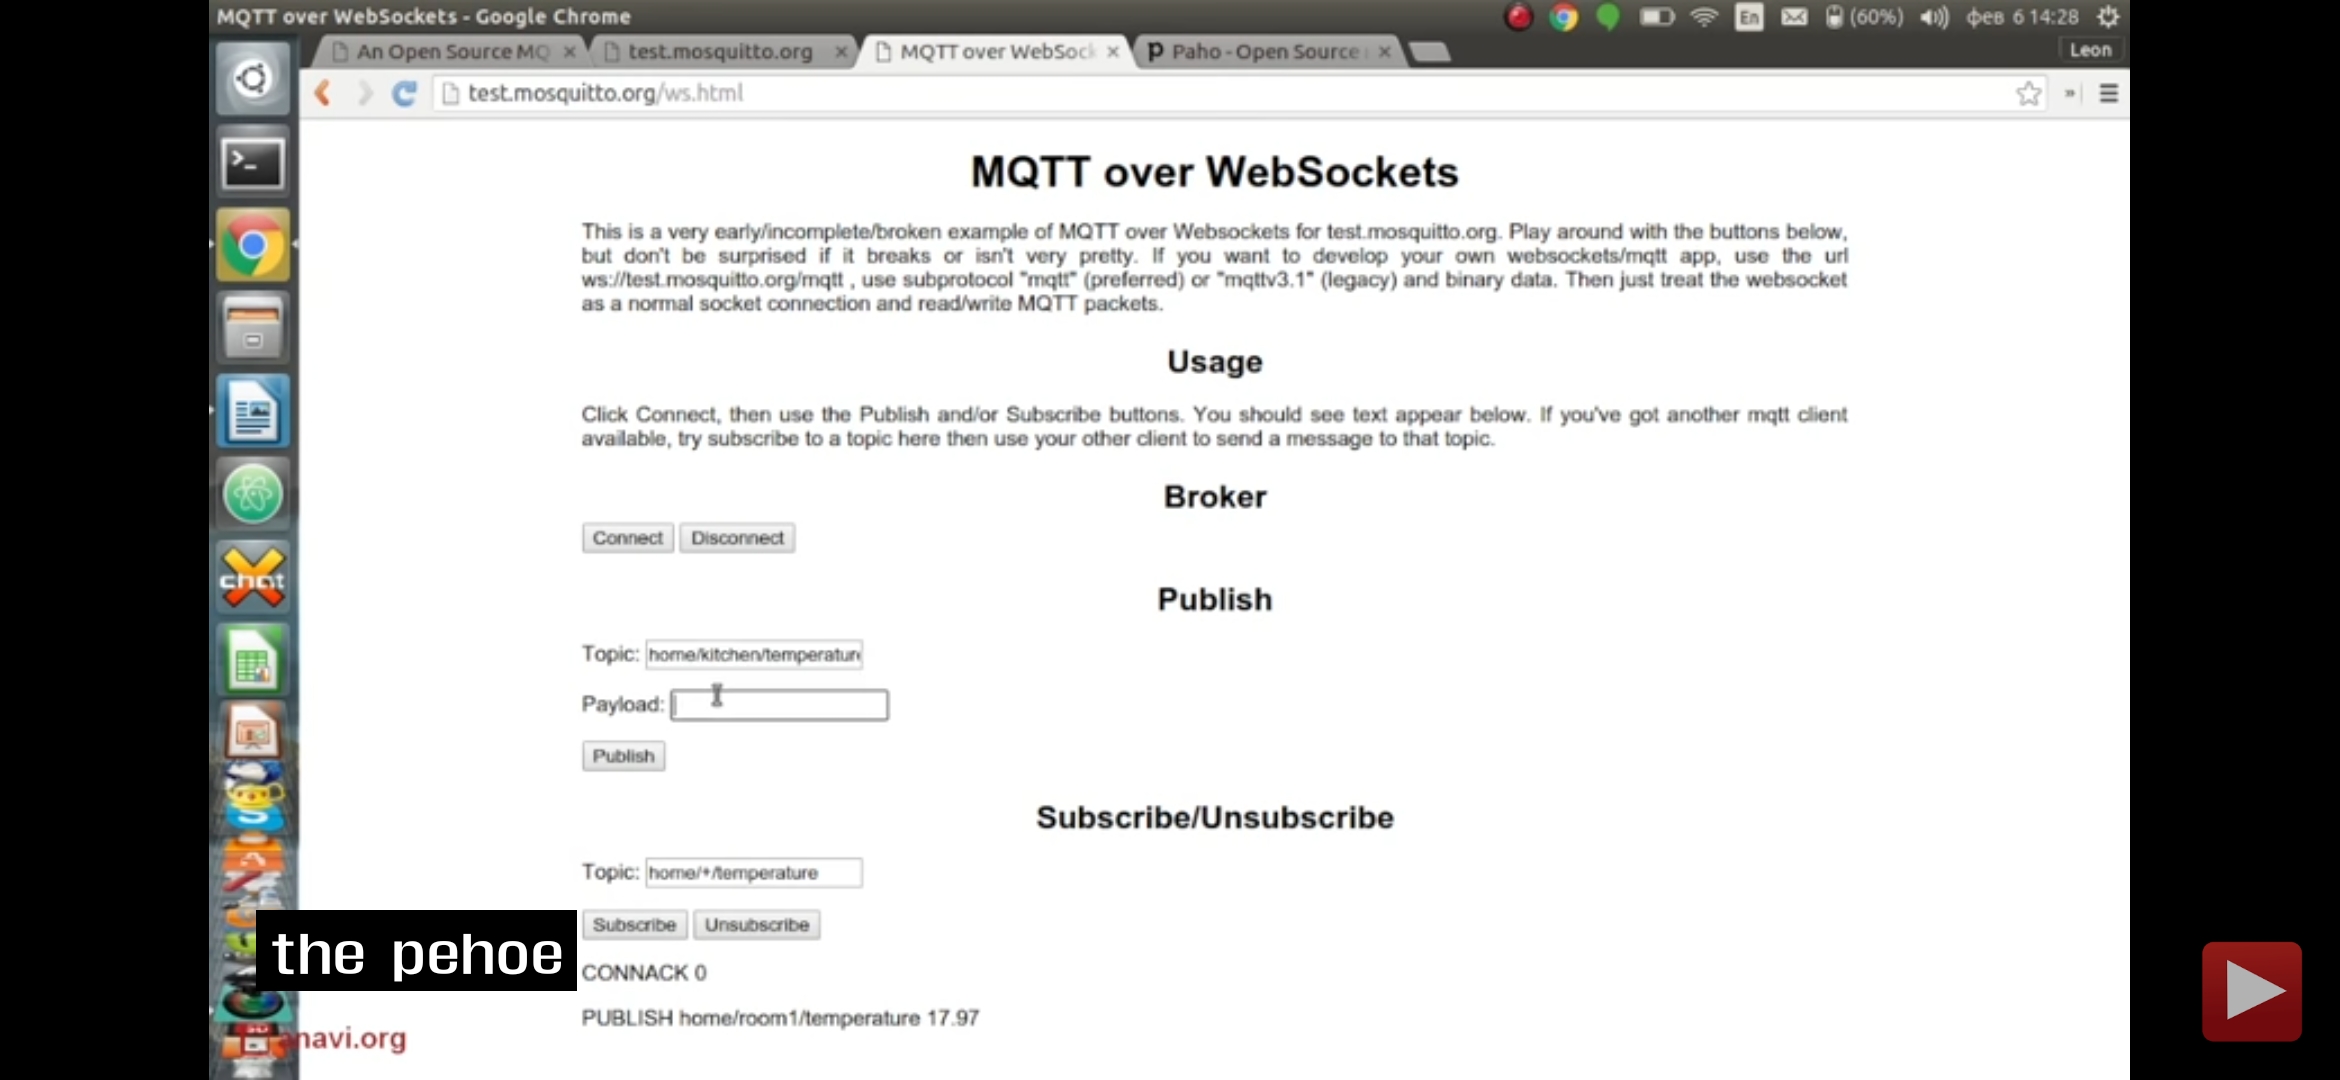 MQTT over WebSockets - Google Chrome
En (60%) фев 6 14:28
An Open Source MQ test.mosquitto.org MQTT over WebSock Paho - Open Source Leon
test.mosquitto.org/ws.html
MQTT over WebSockets
This is a very early/incomplete/broken example of MQTT over Websockets for test.mosquitto.org. Play around with the buttons below,
but don't be surprised if it breaks or isn't very pretty. If you want to develop your own websockets/mqtt app, use the url
ws://test.mosquitto.org/mqtt , use subprotocol "mqtt" (preferred) or "mqttv3.1" (legacy) and binary data. Then just treat the websocket
as a normal socket connection and read/write MQTT packets.
Usage
Click Connect, then use the Publish and/or Subscribe buttons. You should see text appear below. If you've got another mqtt client
available, try subscribe to a topic here then use your other client to send a message to that topic.
Broker
Connect Disconnect
Publish
Topic: home/kitchen/temperature
Payload:
Publish
Subscribe/Unsubscribe
Topic: home/+/temperature
Subscribe Unsubscribe
chat
the pehoe
CONNACK 0
PUBLISH home/room1/temperature 17.97
anavi.org